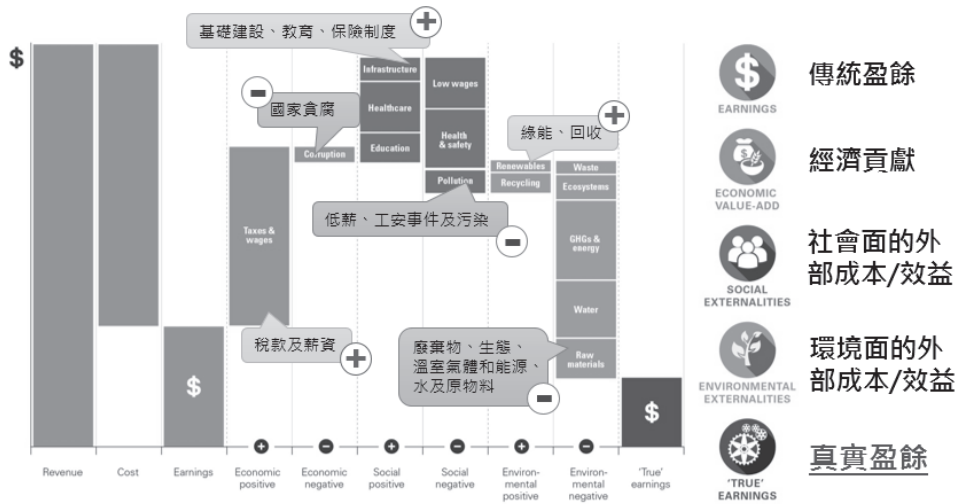 $
基礎建設、教育、保險制度
+
−
國家貪腐
Infrastructure
Healthcare
Education
Low wages
Health
& safety
Pollution
綠能、回收
+
Corruption
Renewables
Recycling
Waste
Ecosystems
GHGs &
energy
Water
Raw
materials
低薪、工安事件及污染
−
Taxes &
wages
稅款及薪資
+
廢棄物、生態、
溫室氣體和能源、
水及原物料
−
$
$
+
−
+
−
+
−
Revenue
Cost
Earnings
Economic
positive
Economic
negative
Social
positive
Social
negative
Environ-
mental
positive
Environ-
mental
negative
'True'
earnings
$
EARNINGS
傳統盈餘
$
ECONOMIC
VALUE-ADD
經濟貢獻
SOCIAL
EXTERNALITIES
社會面的外
部成本/效益
ENVIRONMENTAL
EXTERNALITIES
環境面的外
部成本/效益
'TRUE'
EARNINGS
真實盈餘